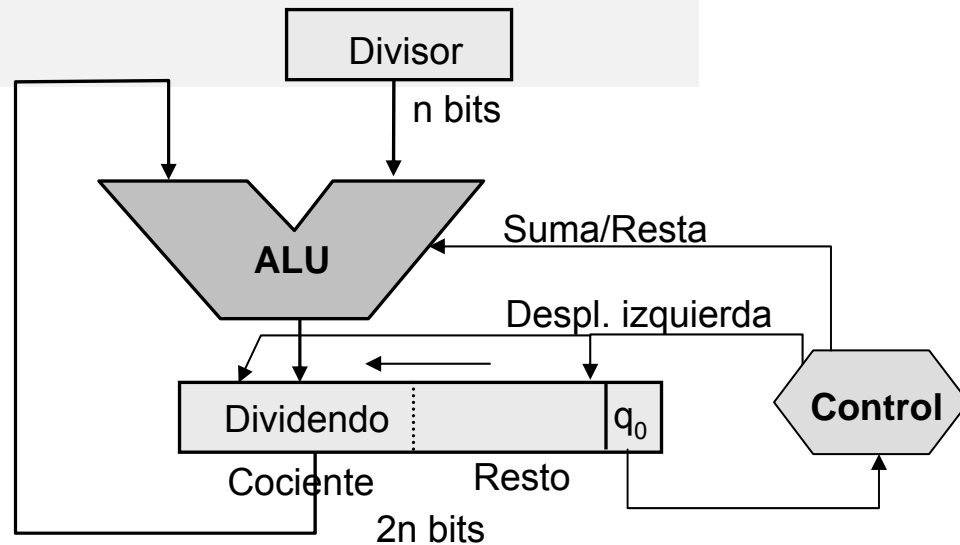 Divisor
n bits
Suma/Resta
ALU
Despl. izquierda
Control
Dividendo
q₀
Cociente
Resto
2n bits